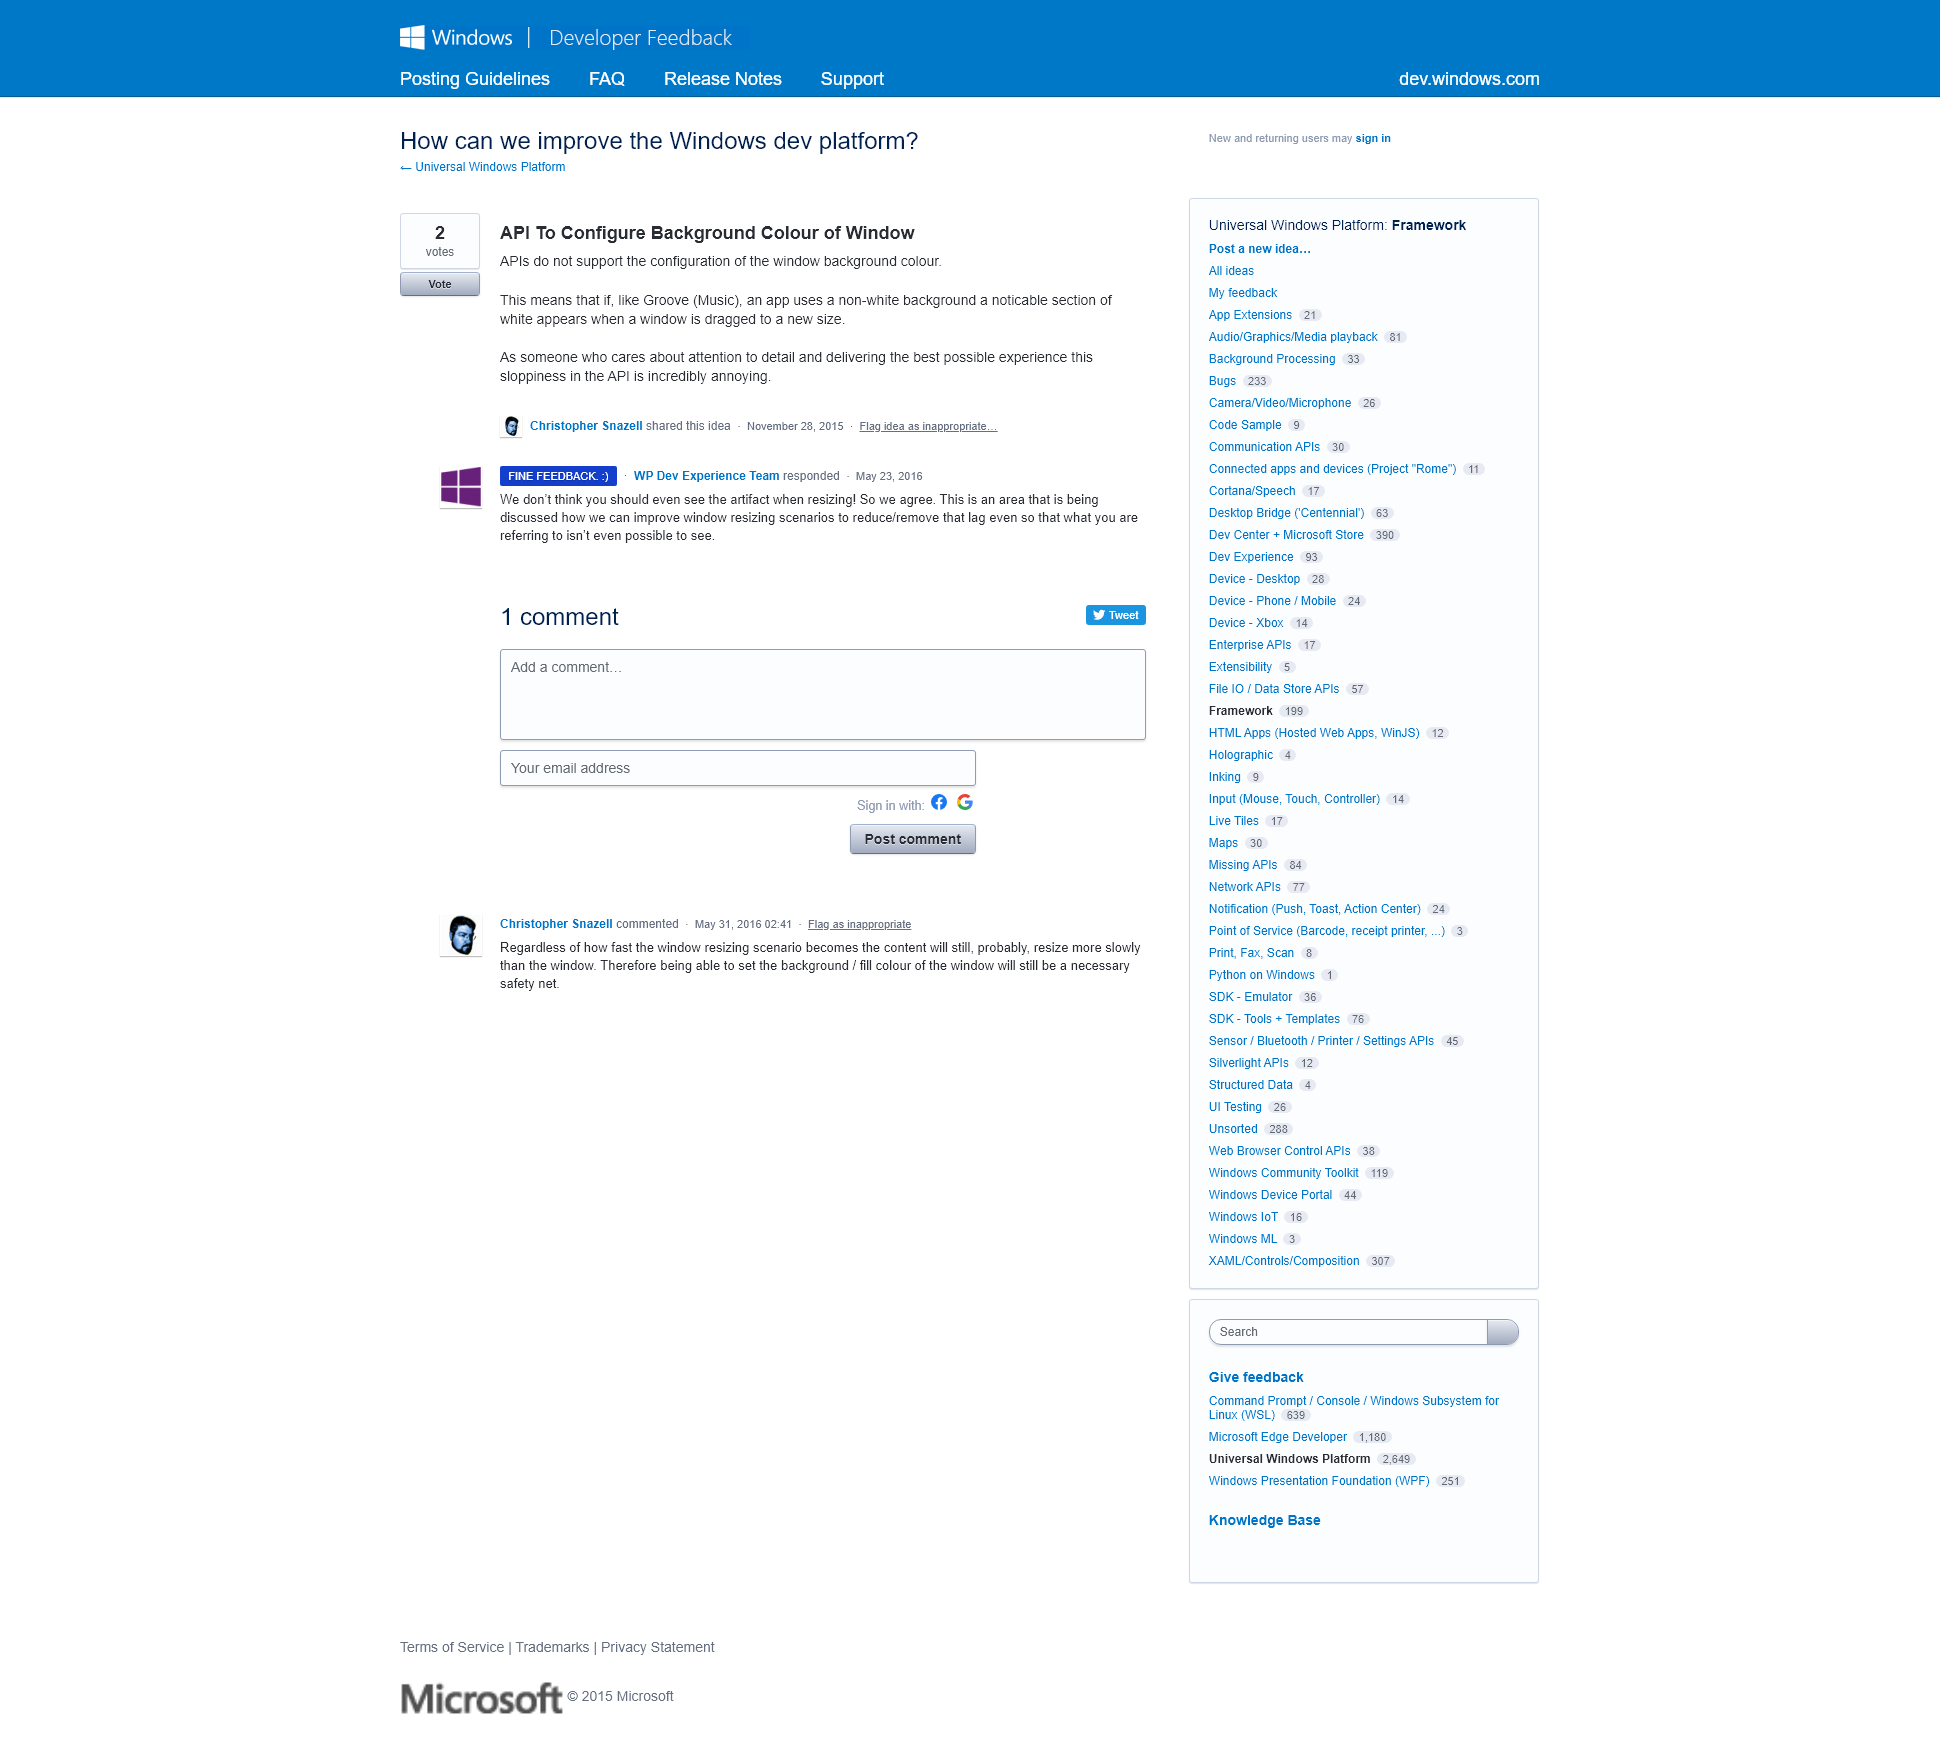 Windows | Developer Feedback
Posting Guidelines FAQ Release Notes Support dev.windows.com
How can we improve the Windows dev platform?
← Universal Windows Platform
New and returning users may sign in
2
votes
Vote
API To Configure Background Colour of Window
APIs do not support the configuration of the window background colour.
This means that if, like Groove (Music), an app uses a non-white background a noticable section of
white appears when a window is dragged to a new size.
As someone who cares about attention to detail and delivering the best possible experience this
sloppiness in the API is incredibly annoying.
Christopher Snazell shared this idea · November 28, 2015 · Flag idea as inappropriate…
FINE FEEDBACK. :) · WP Dev Experience Team responded · May 23, 2016
We don’t think you should even see the artifact when resizing! So we agree. This is an area that is being
discussed how we can improve window resizing scenarios to reduce/remove that lag even so that what you are
referring to isn’t even possible to see.
1 comment
Tweet
Add a comment…
Your email address
Sign in with:
Post comment
Christopher Snazell commented · May 31, 2016 02:41 · Flag as inappropriate
Regardless of how fast the window resizing scenario becomes the content will still, probably, resize more slowly
than the window. Therefore being able to set the background / fill colour of the window will still be a necessary
safety net.
Universal Windows Platform: Framework
Post a new idea…
All ideas
My feedback
App Extensions 21
Audio/Graphics/Media playback 81
Background Processing 33
Bugs 233
Camera/Video/Microphone 26
Code Sample 9
Communication APIs 30
Connected apps and devices (Project "Rome") 11
Cortana/Speech 17
Desktop Bridge ('Centennial') 63
Dev Center + Microsoft Store 390
Dev Experience 93
Device - Desktop 28
Device - Phone / Mobile 24
Device - Xbox 14
Enterprise APIs 17
Extensibility 5
File IO / Data Store APIs 57
Framework 199
HTML Apps (Hosted Web Apps, WinJS) 12
Holographic 4
Inking 9
Input (Mouse, Touch, Controller) 14
Live Tiles 17
Maps 30
Missing APIs 84
Network APIs 77
Notification (Push, Toast, Action Center) 24
Point of Service (Barcode, receipt printer, ...) 3
Print, Fax, Scan 8
Python on Windows 1
SDK - Emulator 36
SDK - Tools + Templates 76
Sensor / Bluetooth / Printer / Settings APIs 45
Silverlight APIs 12
Structured Data 4
UI Testing 26
Unsorted 288
Web Browser Control APIs 38
Windows Community Toolkit 119
Windows Device Portal 44
Windows IoT 16
Windows ML 3
XAML/Controls/Composition 307
Search
Give feedback
Command Prompt / Console / Windows Subsystem for
Linux (WSL) 639
Microsoft Edge Developer 1,180
Universal Windows Platform 2,649
Windows Presentation Foundation (WPF) 251
Knowledge Base
Terms of Service | Trademarks | Privacy Statement
Microsoft © 2015 Microsoft